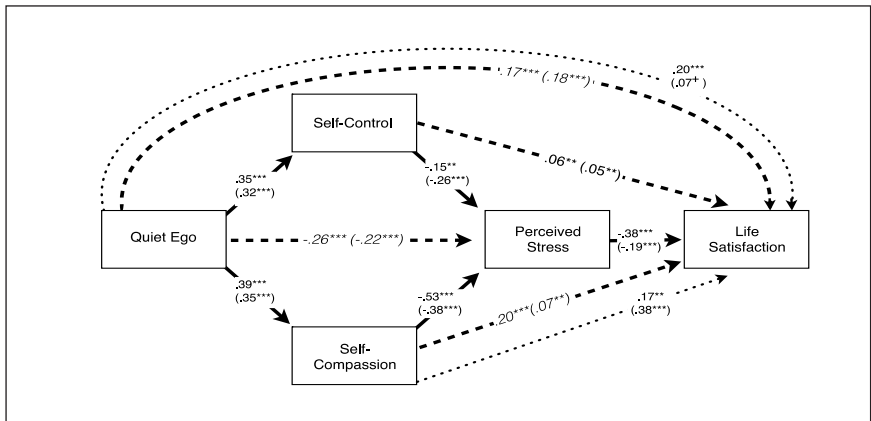 .20***
(.07+
.17*** (.18***)
Self-Control
.06** (.05**)
-.15**
(-.26***)
.35***
(.32***)
Quiet Ego
-.26*** (-.22***)
Perceived
Stress
-.38***
(-.19***)
Life
Satisfaction
.39***
(.35***)
-.53***
(-.38***)
.20***(.07**)
.17**
(.38***)
Self-
Compassion